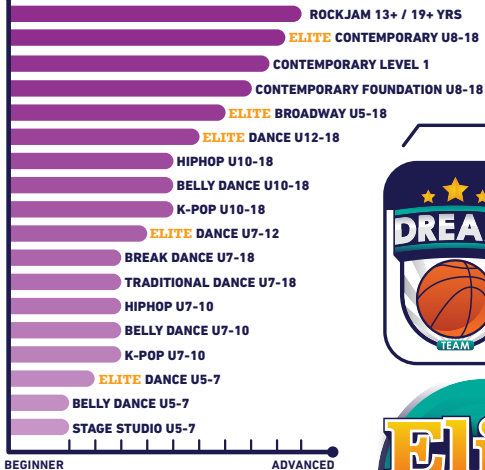 ROCKJAM 13+ / 19+ YRS
ELITE CONTEMPORARY U8-18
CONTEMPORARY LEVEL 1
CONTEMPORARY FOUNDATION U8-18
ELITE BROADWAY U5-18
ELITE DANCE U12-18
HIPHOP U10-18
BELLY DANCE U10-18
K-POP U10-18
ELITE DANCE U7-12
BREAK DANCE U7-18
TRADITIONAL DANCE U7-18
HIPHOP U7-10
BELLY DANCE U7-10
K-POP U7-10
ELITE DANCE U5-7
BELLY DANCE U5-7
STAGE STUDIO U5-7
BEGINNER ADVANCED
DREA
TEAM
Eli